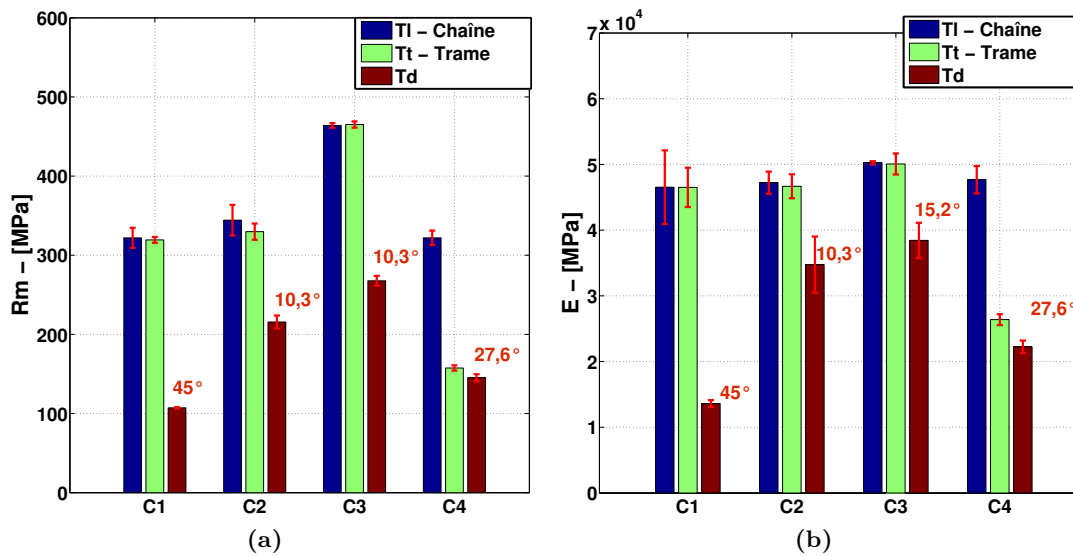 600
500
400
300
200
100
0
Rm – [MPa]
Tl – Chaîne
Tt – Trame
Td
45°
10,3°
10,3°
27,6°
C1 C2 C3 C4
(a)
7 x 10⁴
6
5
4
3
2
1
0
E – [MPa]
Tl – Chaîne
Tt – Trame
Td
45°
10,3°
15,2°
27,6°
C1 C2 C3 C4
(b)